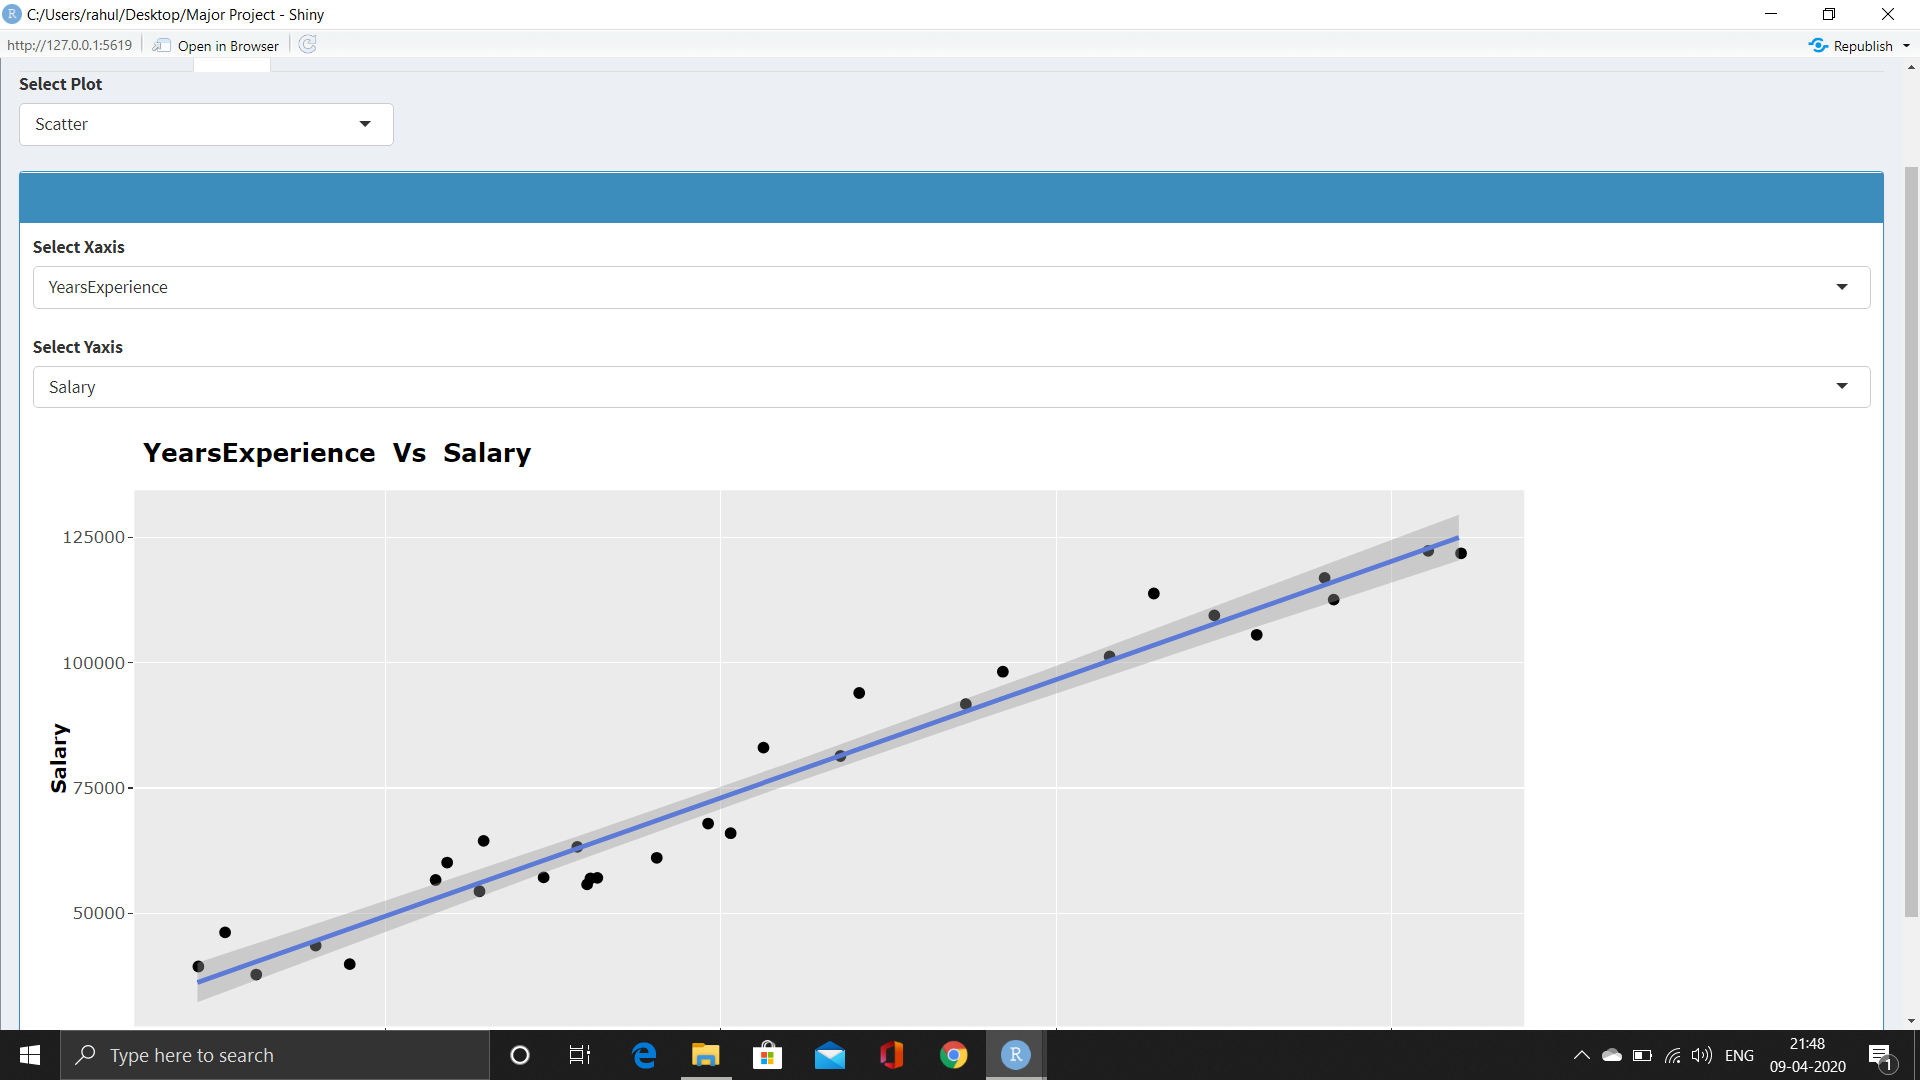 R C:/Users/rahul/Desktop/Major Project - Shiny
http://127.0.0.1:5619 Open in Browser Republish
Select Plot
Scatter
Select Xaxis
YearsExperience
Select Yaxis
Salary
YearsExperience Vs Salary
125000
100000
Salary
75000
50000
Type here to search
e
R
ENG
21:48
09-04-2020
1